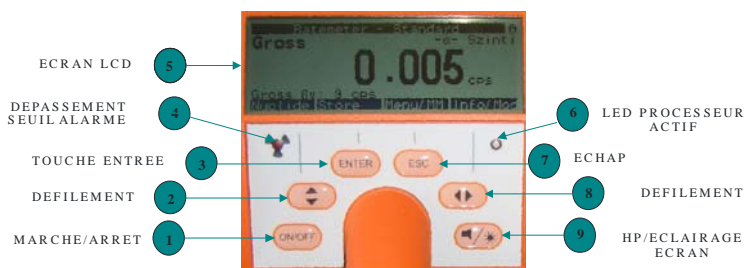 Ratemeter - Standard
Gross
-α- Szinti
ECRAN LCD
5
0.005 cps
Gross βγ: 9 cps
Nuclide Store Menu/MM Info/Mod
DEPASSEMENT
SEUIL ALARME
4
6
LED PROCESSEUR
ACTIF
TOUCHE ENTREE
3
ENTER
ESC
7
ECHAP
DEFILEMENT
2
8
DEFILEMENT
MARCHE/ARRET
1
ON/OFF
9
HP/ECLAIRAGE
ECRAN